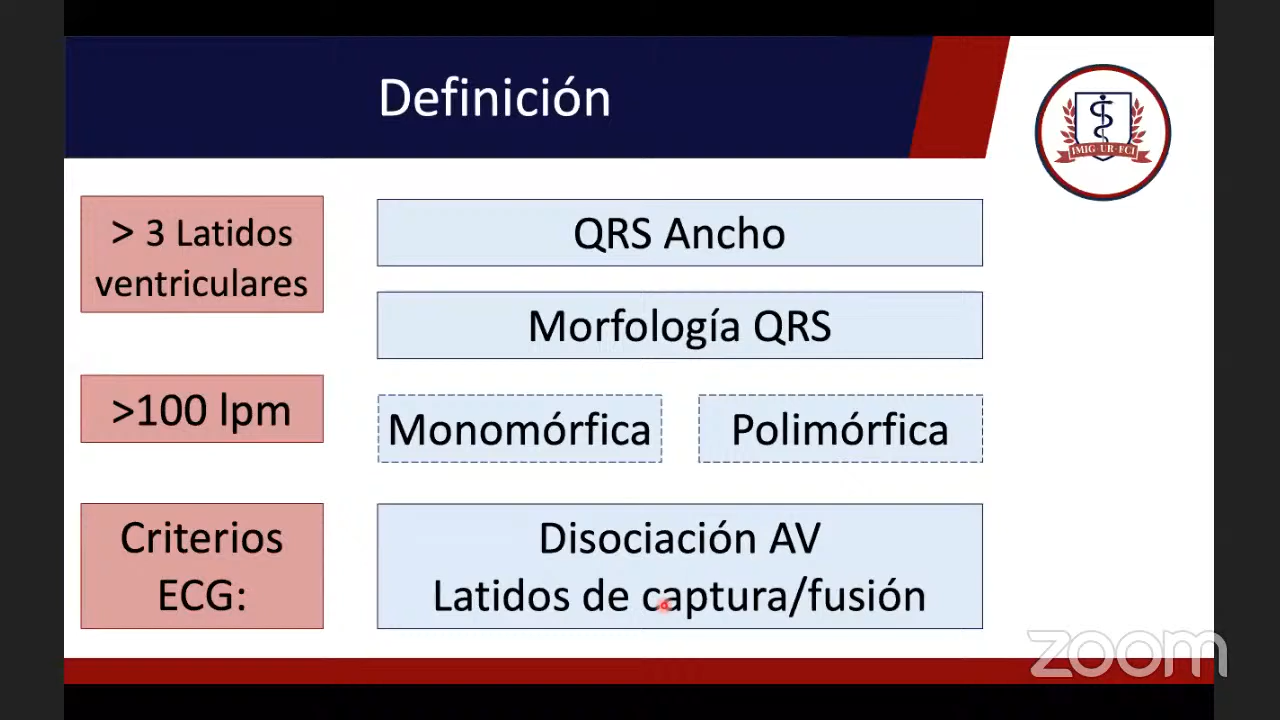 Definición
> 3 Latidos
ventriculares
>100 lpm
Criterios
ECG:
QRS Ancho
Morfología QRS
Monomórfica
Polimórfica
Disociación AV
Latidos de captura/fusión
IMIG-UR-FCI
zoom